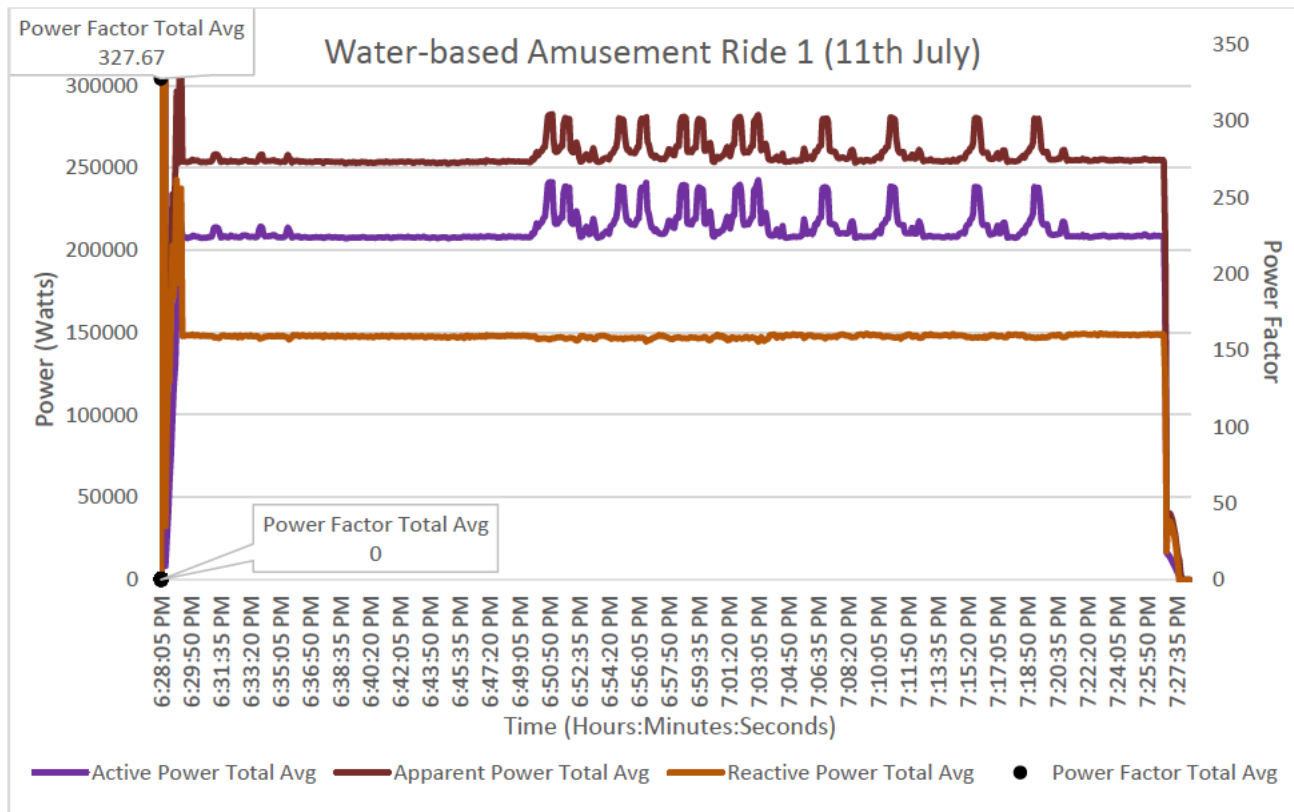 Power Factor Total Avg
327.67
Water-based Amusement Ride 1 (11th July)
350
300000
300
250000
250
200000
200
150000
150
100000
100
50000
50
0
0
Power (Watts)
Power Factor
Power Factor Total Avg
0
6:28:05 PM
6:29:50 PM
6:31:35 PM
6:33:20 PM
6:35:05 PM
6:36:50 PM
6:38:35 PM
6:40:20 PM
6:42:05 PM
6:43:50 PM
6:45:35 PM
6:47:20 PM
6:49:05 PM
6:50:50 PM
6:52:35 PM
6:54:20 PM
6:56:05 PM
6:57:50 PM
6:59:35 PM
7:01:20 PM
7:03:05 PM
7:04:50 PM
7:06:35 PM
7:08:20 PM
7:10:05 PM
7:11:50 PM
7:13:35 PM
7:15:20 PM
7:17:05 PM
7:18:50 PM
7:20:35 PM
7:22:20 PM
7:24:05 PM
7:25:50 PM
7:27:35 PM
Time (Hours:Minutes:Seconds)
Active Power Total Avg
Apparent Power Total Avg
Reactive Power Total Avg
Power Factor Total Avg